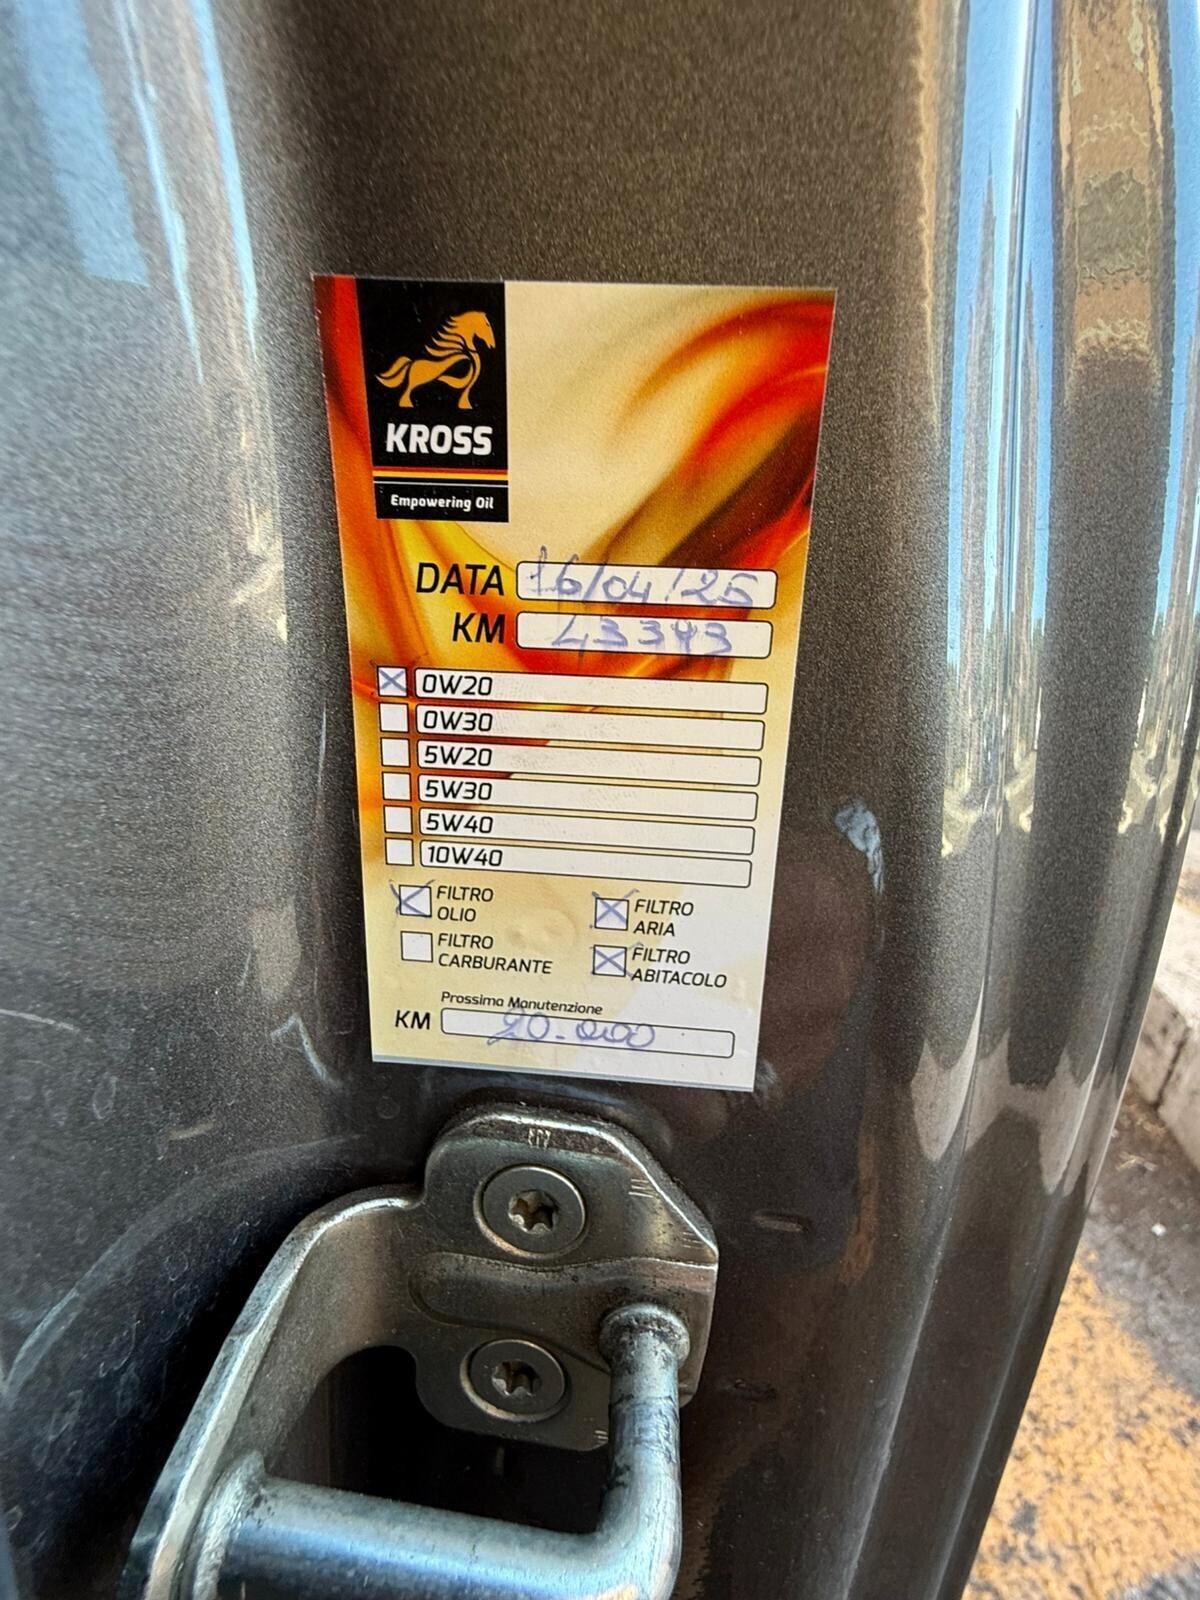 KROSS
Empowering Oil
DATA 16/04/25
KM 43393
0W20
0W30
5W20
5W30
5W40
10W40
FILTRO OLIO
FILTRO ARIA
FILTRO CARBURANTE
FILTRO ABITACOLO
Prossima Manutenzione
KM 20.000